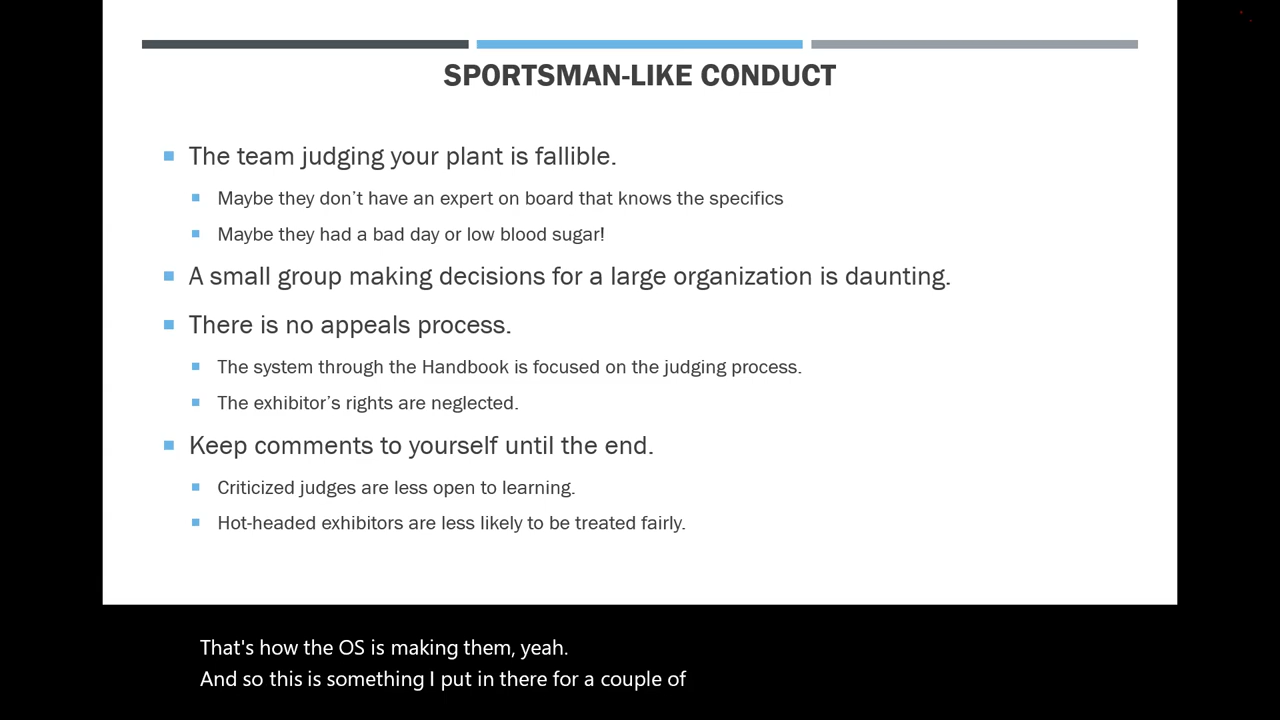 SPORTSMAN-LIKE CONDUCT
The team judging your plant is fallible.
Maybe they don’t have an expert on board that knows the specifics
Maybe they had a bad day or low blood sugar!
A small group making decisions for a large organization is daunting.
There is no appeals process.
The system through the Handbook is focused on the judging process.
The exhibitor’s rights are neglected.
Keep comments to yourself until the end.
Criticized judges are less open to learning.
Hot-headed exhibitors are less likely to be treated fairly.
That's how the OS is making them, yeah.
And so this is something I put in there for a couple of